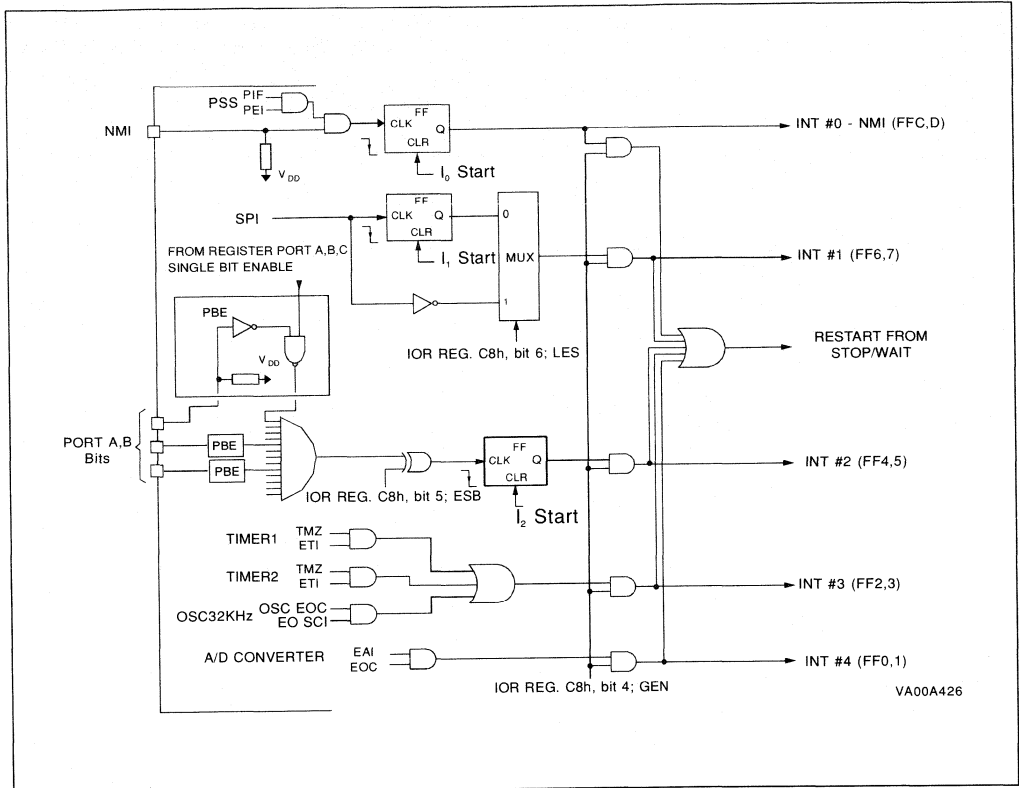 PSS PIF
PEI
NMI
V DD
FF
CLK Q
CLR
I0 Start
INT #0 - NMI (FFC,D)
SPI
FF
CLK Q
CLR
I1 Start
0
MUX
1
INT #1 (FF6,7)
FROM REGISTER PORT A,B,C
SINGLE BIT ENABLE
IOR REG. C8h, bit 6; LES
RESTART FROM
STOP/WAIT
PBE
V DD
PORT A,B
Bits
PBE
PBE
IOR REG. C8h, bit 5; ESB
FF
CLK Q
CLR
I2 Start
INT #2 (FF4,5)
TIMER1 TMZ
ETI
TIMER2 TMZ
ETI
OSC32KHz OSC EOC
EO SCI
INT #3 (FF2,3)
A/D CONVERTER EAI
EOC
INT #4 (FF0,1)
IOR REG. C8h, bit 4; GEN
VA00A426